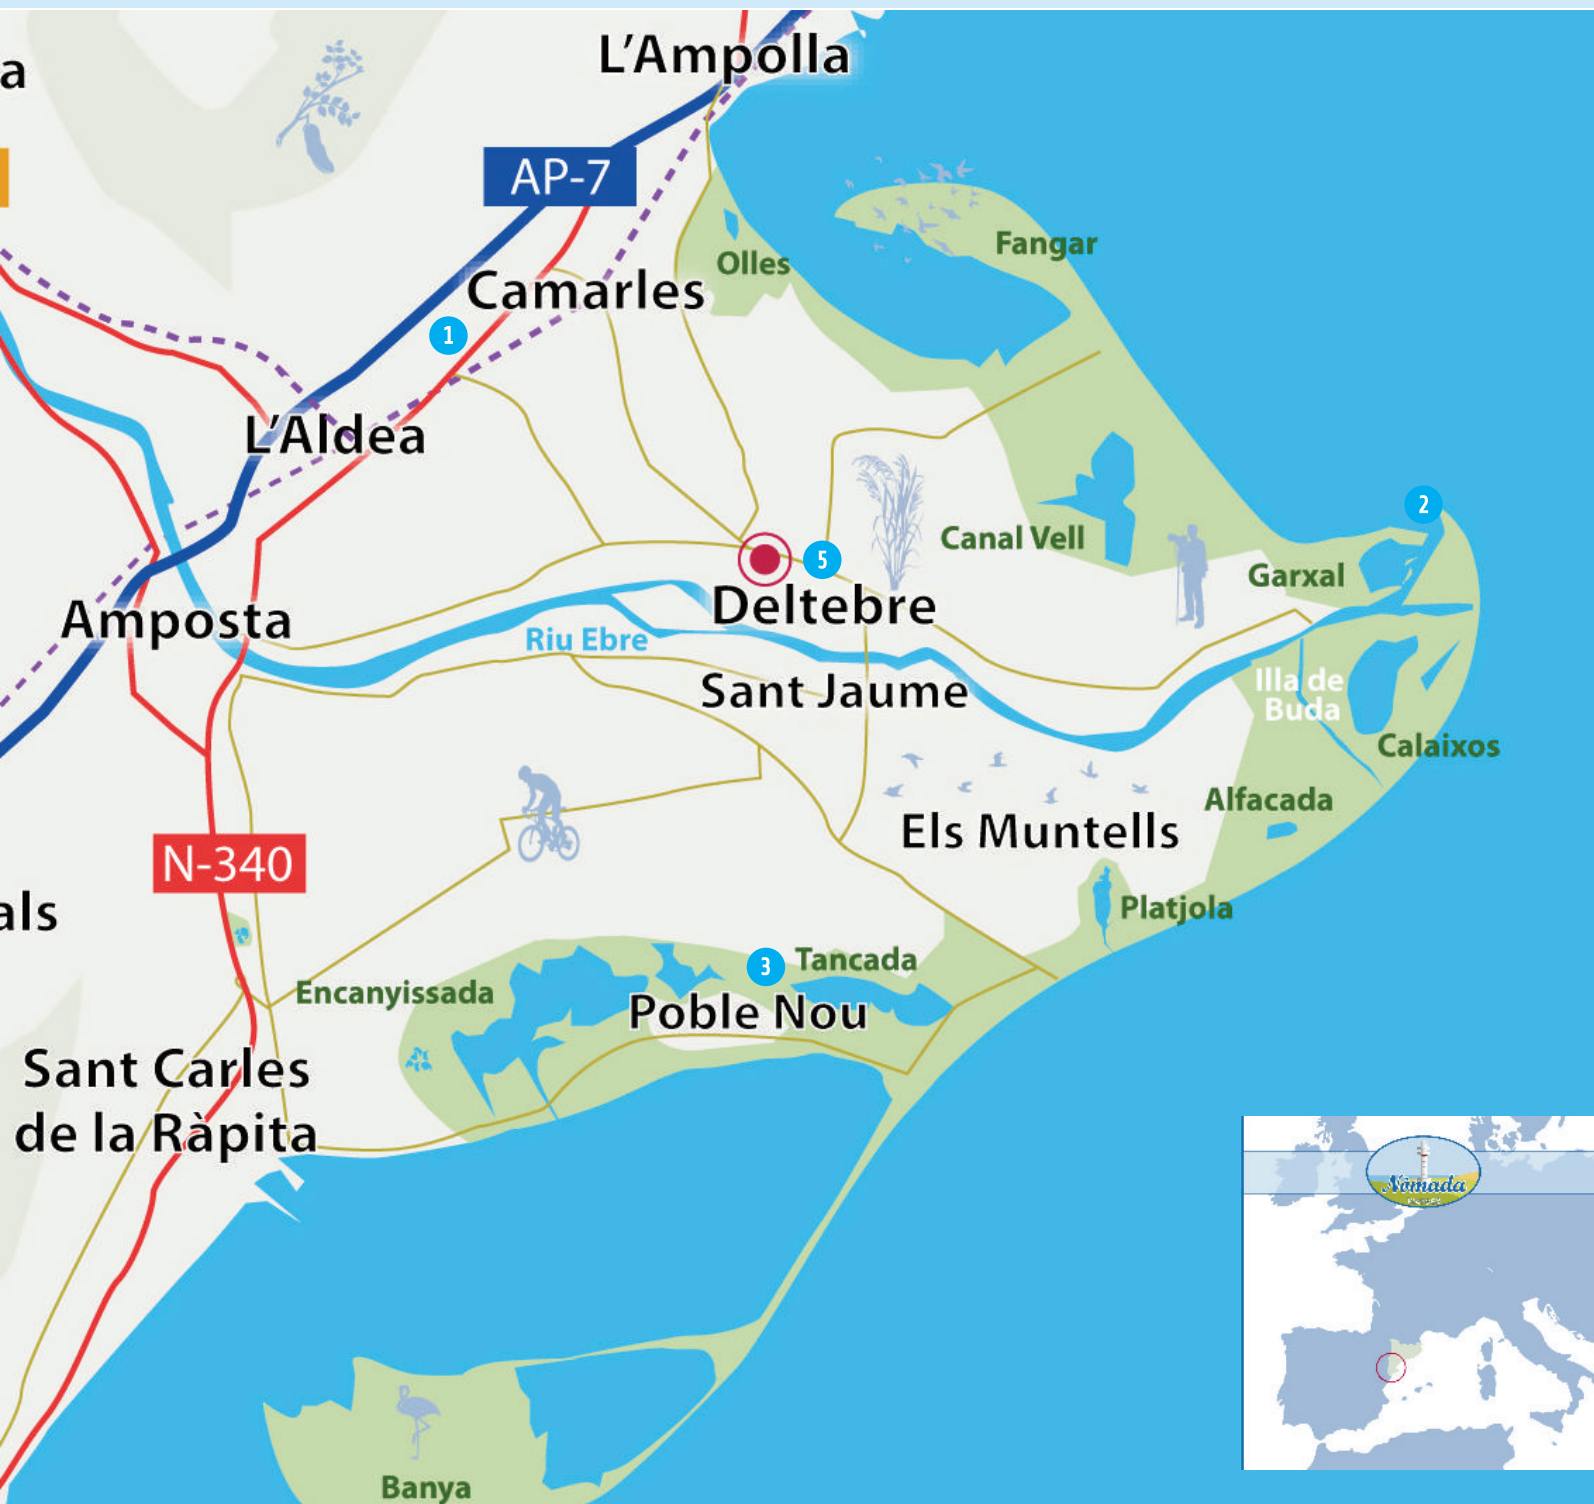 L'Ampolla
a
AP-7
Fangar
Olles
Camarles
1
L'Aldea
2
Canal Vell
5
Garxal
Deltebre
Amposta
Riu Ebre
Illa de
Buda
Sant Jaume
Calaixos
Alfacada
Els Muntells
N-340
als
Platjola
Tancada
3
Encanyissada
Poble Nou
Sant Carles
de la Ràpita
Nòmada
Banya